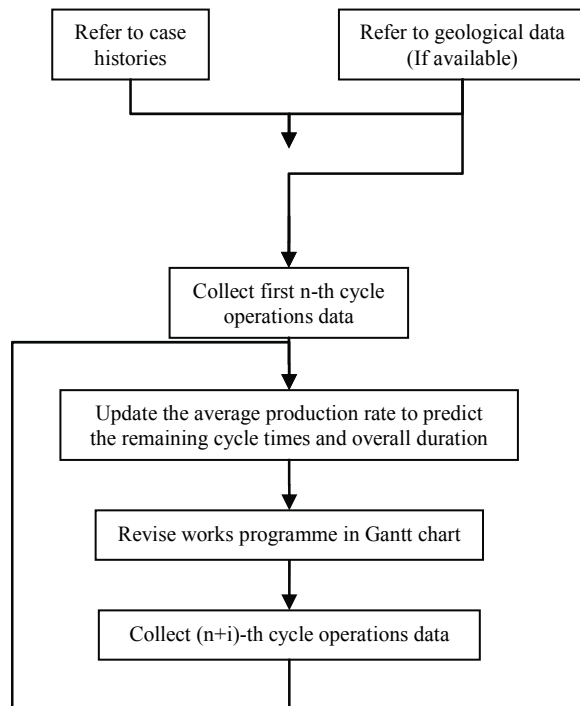 Refer to case
histories
Refer to geological data
(If available)
Collect first n-th cycle
operations data
Update the average production rate to predict
the remaining cycle times and overall duration
Revise works programme in Gantt chart
Collect (n+i)-th cycle operations data